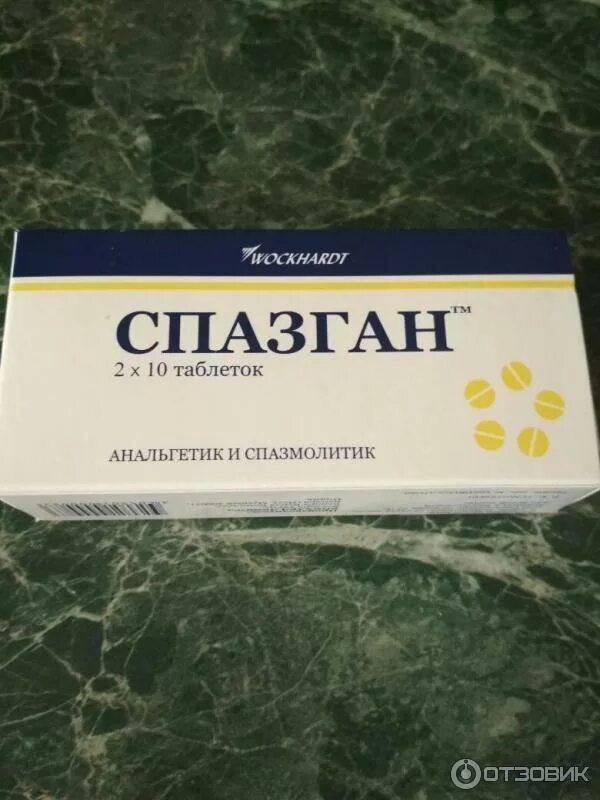 WOCKHARDT
СПАЗГАН™
2 x 10 таблеток
АНАЛЬГЕТИК И СПАЗМОЛИТИК
ОТЗОВИК